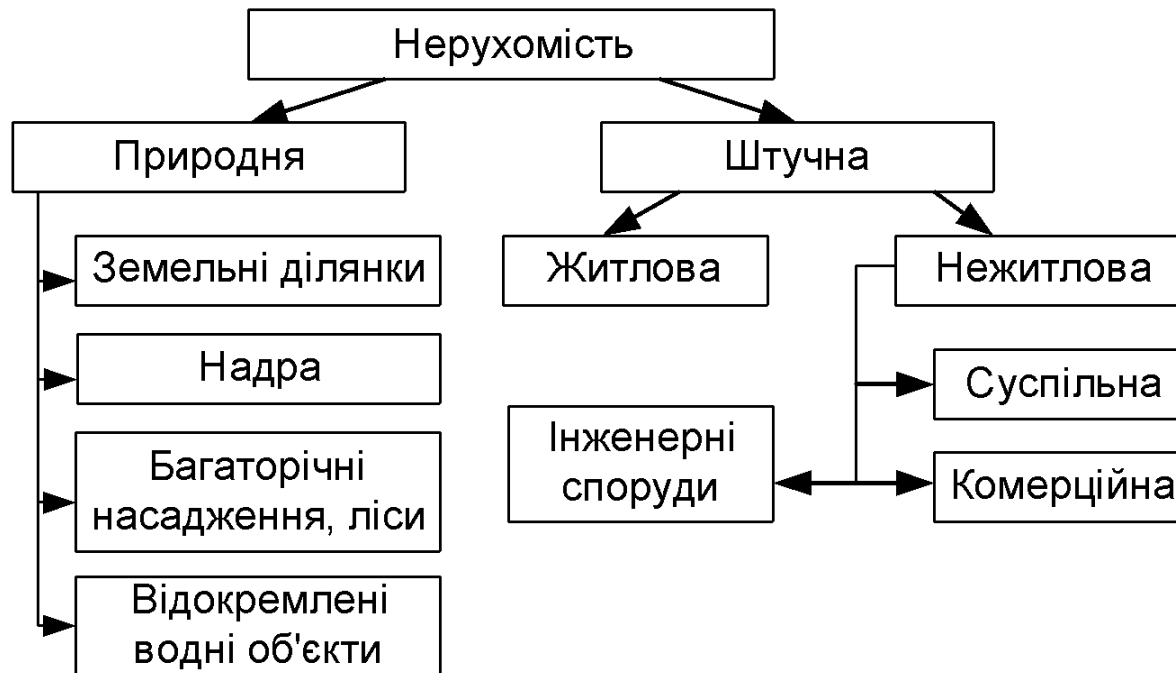 Нерухомість
Природня
Штучна
Земельні ділянки
Надра
Багаторічні
насадження, ліси
Відокремлені
водні об'єкти
Житлова
Нежитлова
Суспільна
Інженерні
споруди
Комерційна